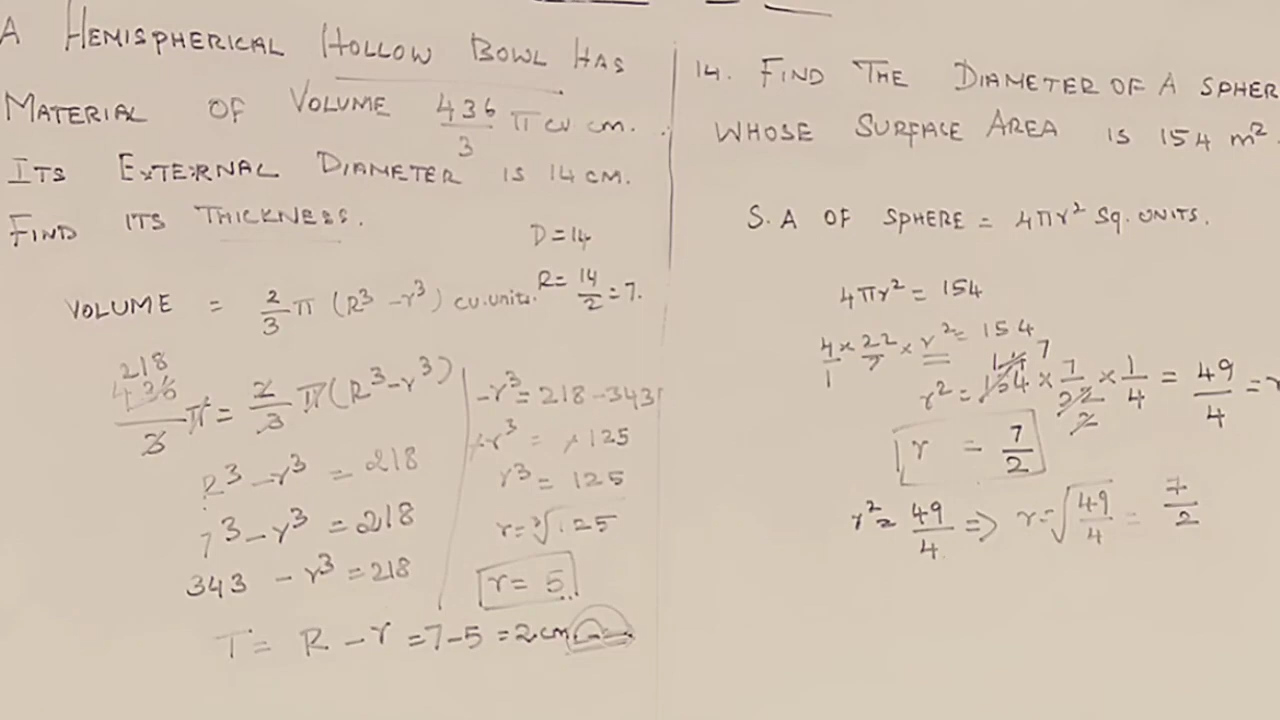 A HEMISPHERICAL HOLLOW BOWL HAS
MATERIAL OF VOLUME 436/3 π cu cm.
ITS EXTERNAL DIAMETER IS 14 CM.
FIND ITS THICKNESS.
D = 14
R = 14/2 = 7.
VOLUME = 2/3 π (R³ - r³) cu.units.
218
436/3 π = 2/3 π (R³ - r³)
R³ - r³ = 218
7³ - r³ = 218
343 - r³ = 218
-r³ = 218 - 343
-r³ = -125
r³ = 125
r = ³√125
r = 5
T = R - r = 7 - 5 = 2 cm
14. FIND THE DIAMETER OF A SPHER
WHOSE SURFACE AREA IS 154 m².
S.A OF SPHERE = 4πr² Sq.UNITS.
4πr² = 154
4/1 × 22/7 × r² = 154
14 7
r² = 154 × 7/22 × 1/4 = 49/4 =
2
r = 7/2
r² = 49/4 ⇒ r = √49/4 = 7/2